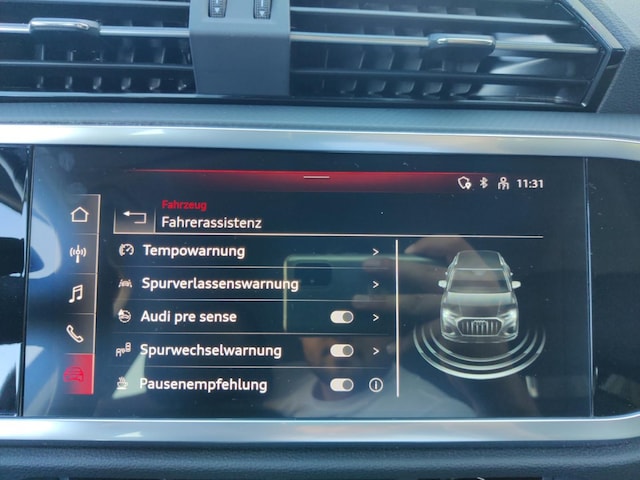 11:31
Fahrzeug
Fahrerassistenz
Tempowarnung
Spurverlassenswarnung
Audi pre sense
Spurwechselwarnung
Pausenempfehlung